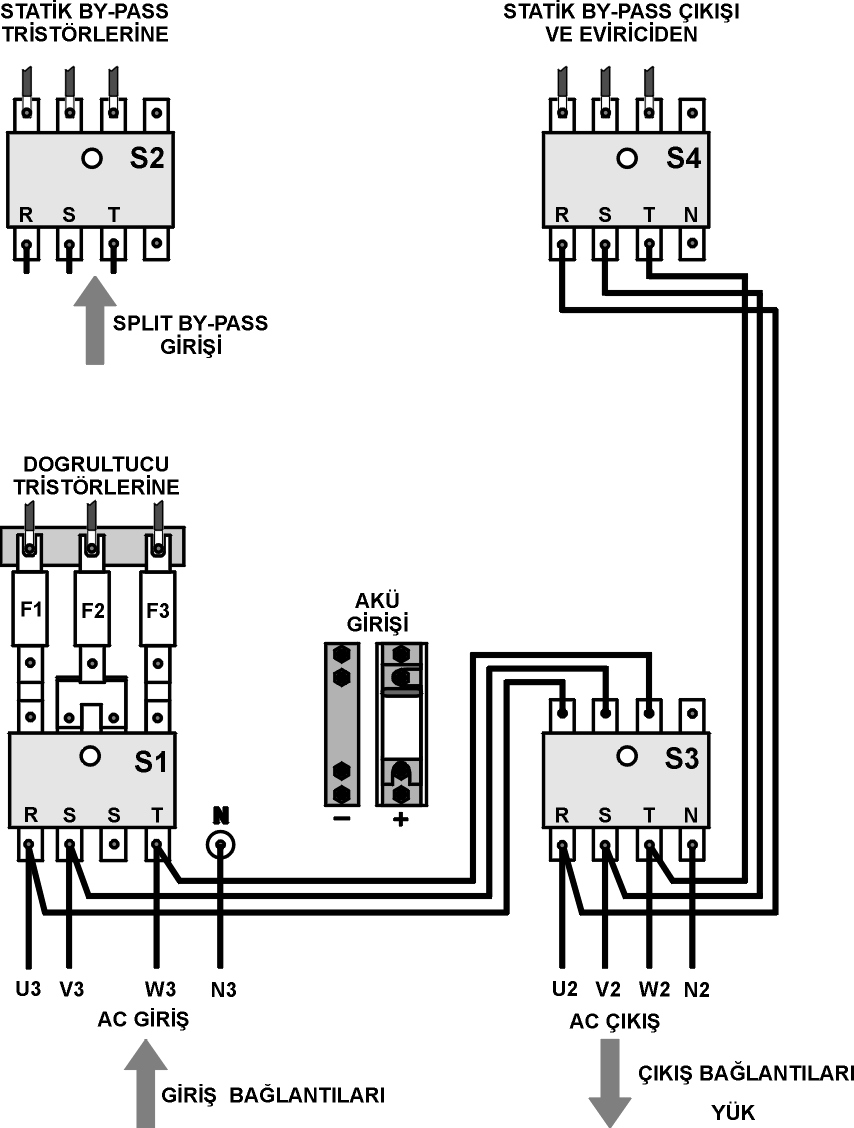 STATİK BY-PASS
TRİSTÖRLERİNE
STATİK BY-PASS ÇIKIŞI
VE EVİRİCİDEN
S2
R S T
S4
R S T N
SPLIT BY-PASS
GİRİŞİ
DOGRULTUCU
TRİSTÖRLERİNE
F1 F2 F3
AKÜ
GİRİŞİ
S1
R S S T
N
- +
S3
R S T N
U3 V3 W3 N3
AC GİRİŞ
U2 V2 W2 N2
AC ÇIKIŞ
GİRİŞ BAĞLANTILARI
ÇIKIŞ BAĞLANTILARI
YÜK